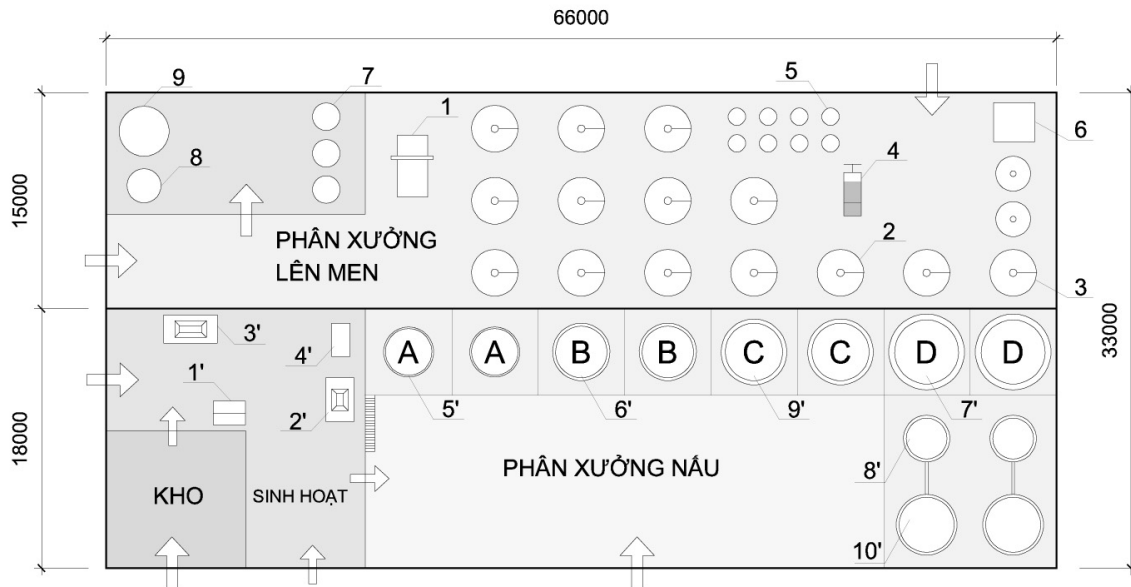 66000
9
7
1
5
6
8
4
15000
PHÂN XƯỞNG
LÊN MEN
2
3
33000
3'
4'
A
A
B
B
C
C
D
D
1'
2'
5'
6'
9'
7'
18000
KHO
SINH HOẠT
PHÂN XƯỞNG NẤU
8'
10'